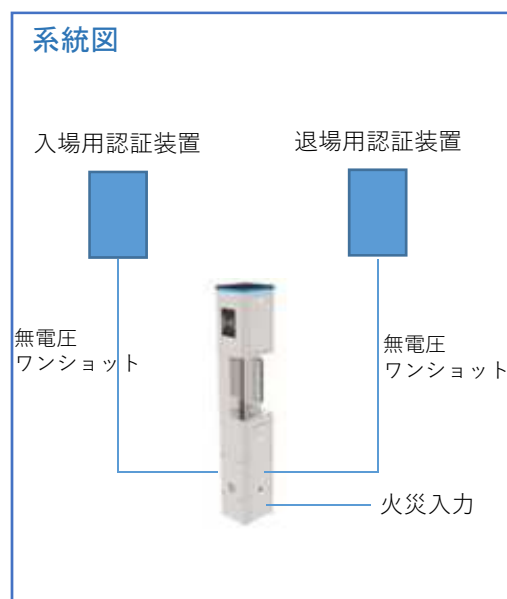 系統図
入場用認証装置
退場用認証装置
無電圧
ワンショット
無電圧
ワンショット
火災入力